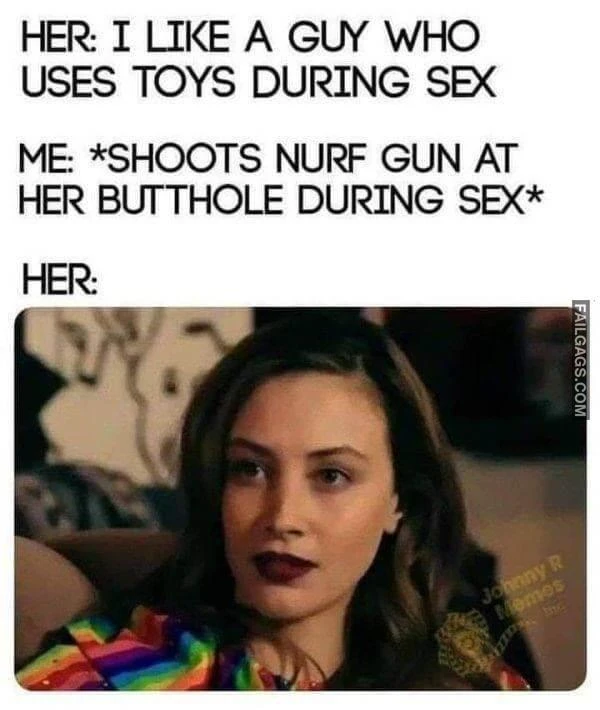 HER: I LIKE A GUY WHO
USES TOYS DURING SEX
ME: *SHOOTS NURF GUN AT
HER BUTTHOLE DURING SEX*
HER:
FAILGAGS.COM
Johnny R
Memes
Inc.